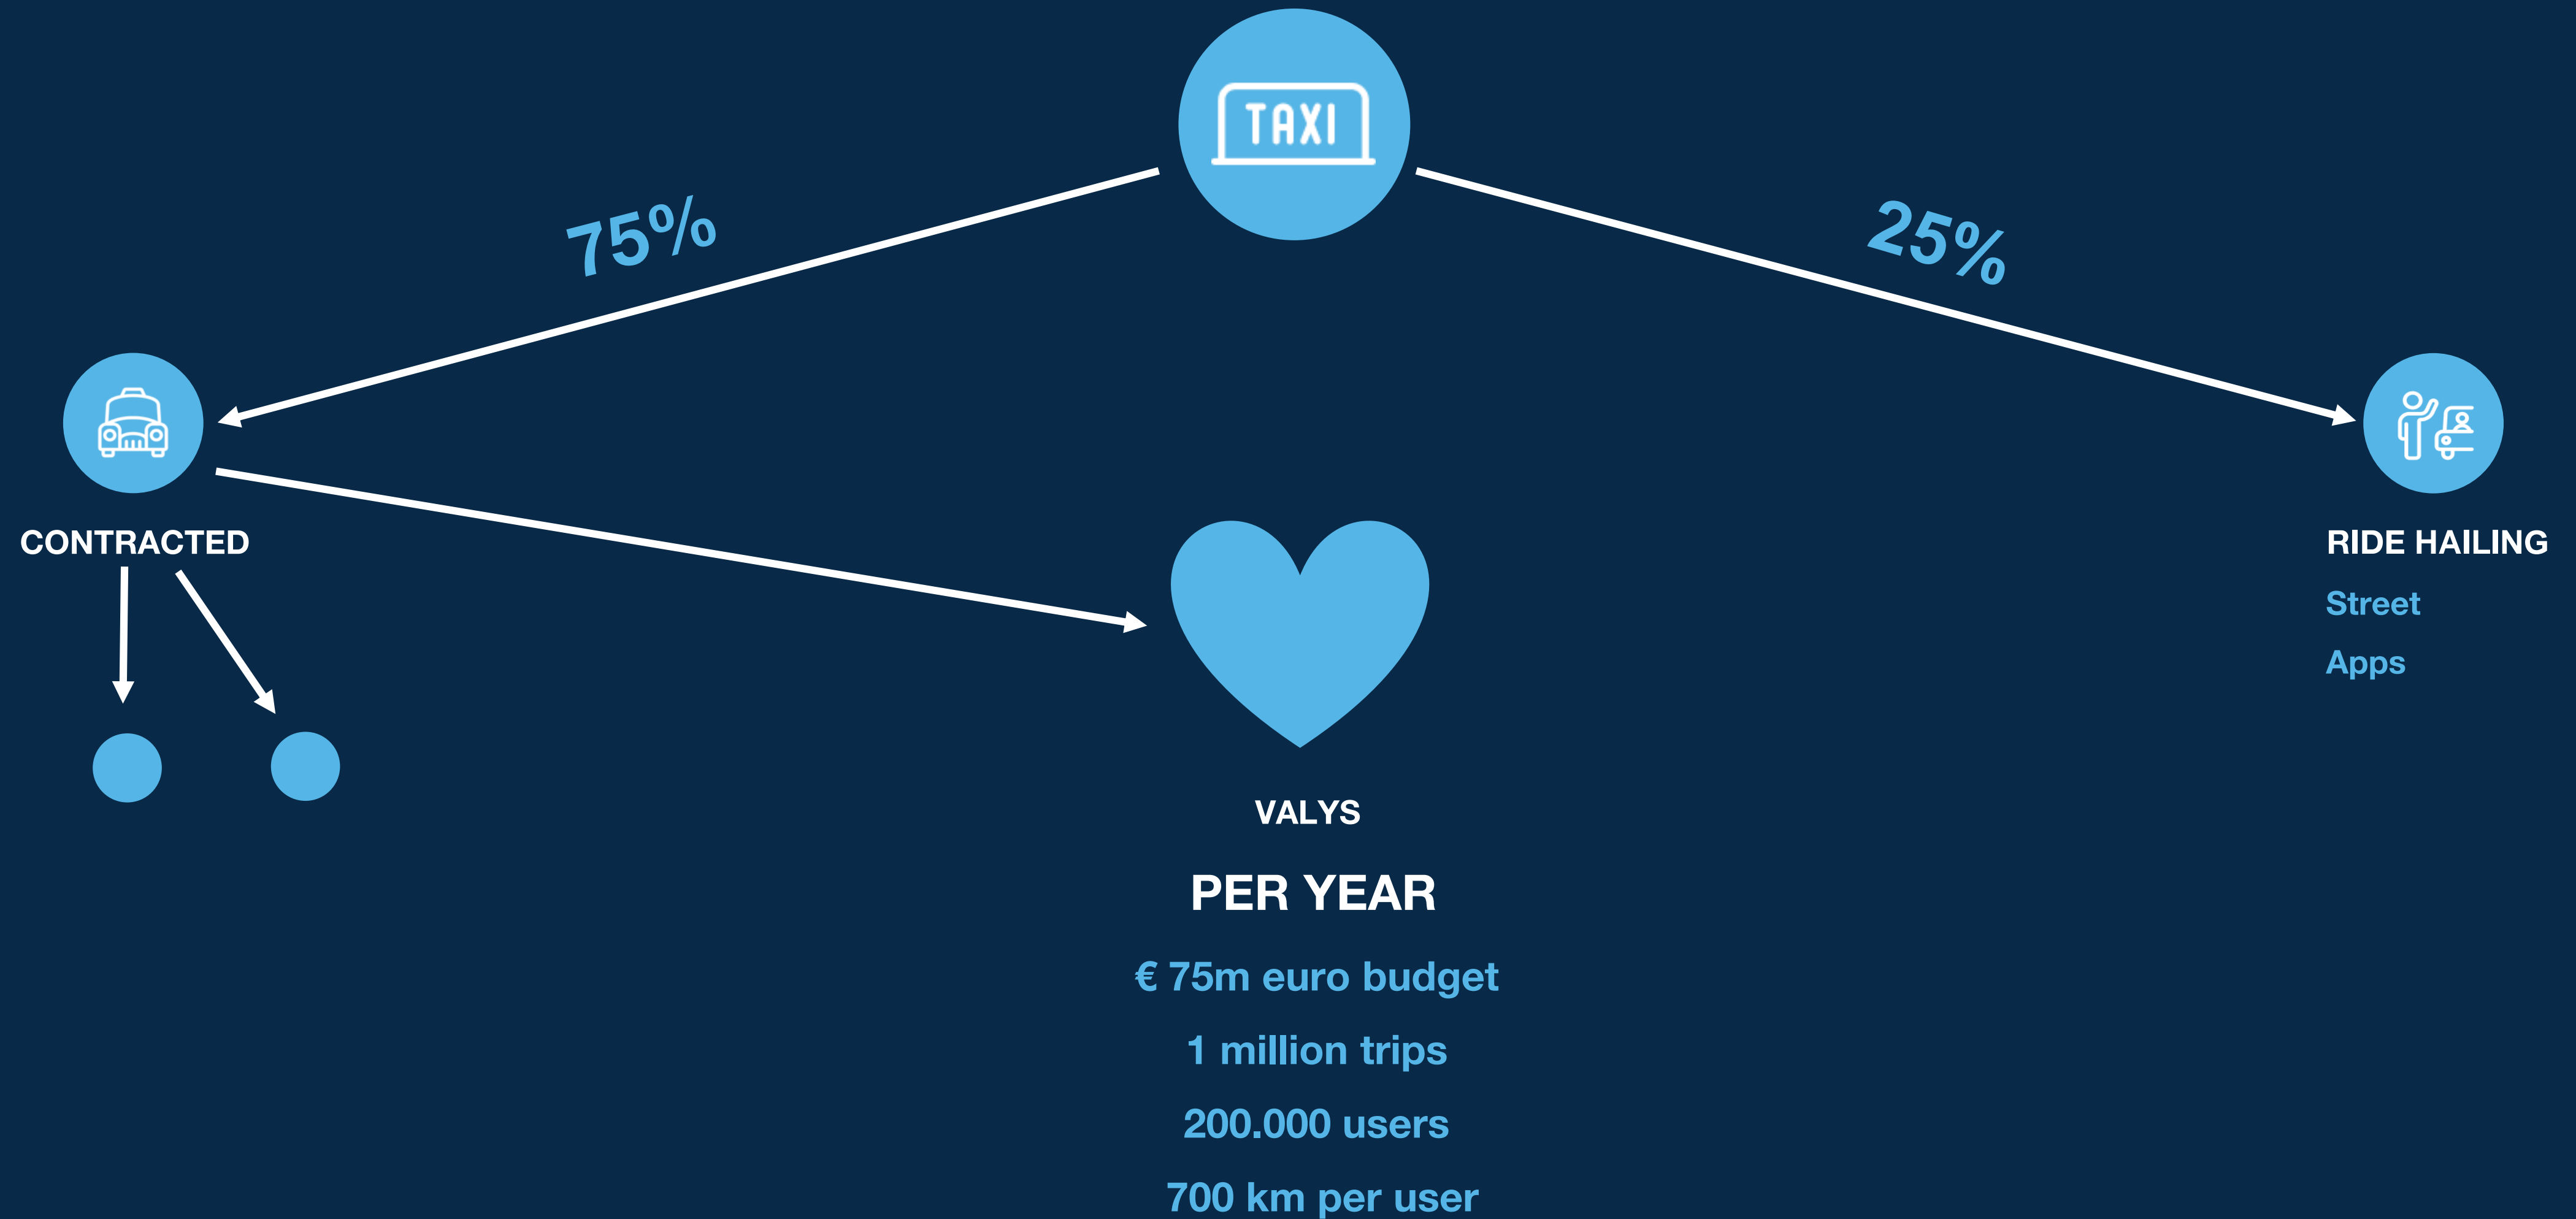 TAXI
75%
25%
CONTRACTED
RIDE HAILING
Street
Apps
VALYS
PER YEAR
€ 75m euro budget
1 million trips
200.000 users
700 km per user